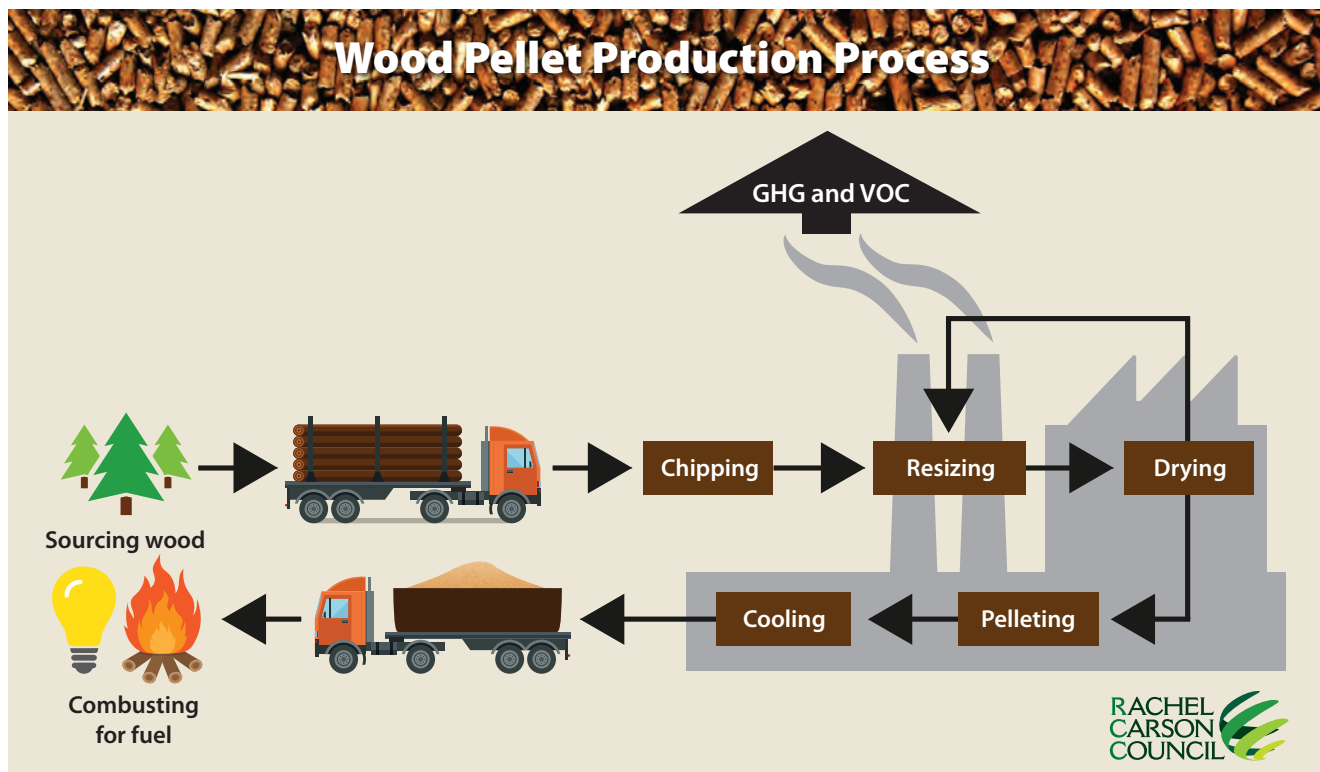 Wood Pellet Production Process
GHG and VOC
Sourcing wood
Chipping
Resizing
Drying
Pelleting
Cooling
Combusting
for fuel
RACHEL
CARSON
COUNCIL